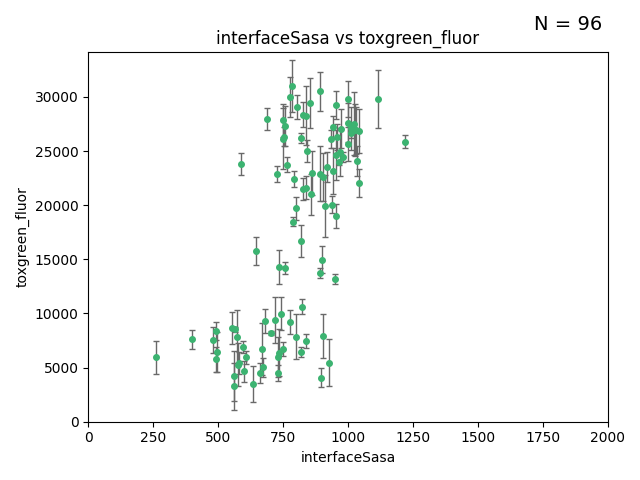 N = 96
interfaceSasa vs toxgreen_fluor
toxgreen_fluor
30000
25000
20000
15000
10000
5000
0
0 250 500 750 1000 1250 1500 1750 2000
interfaceSasa